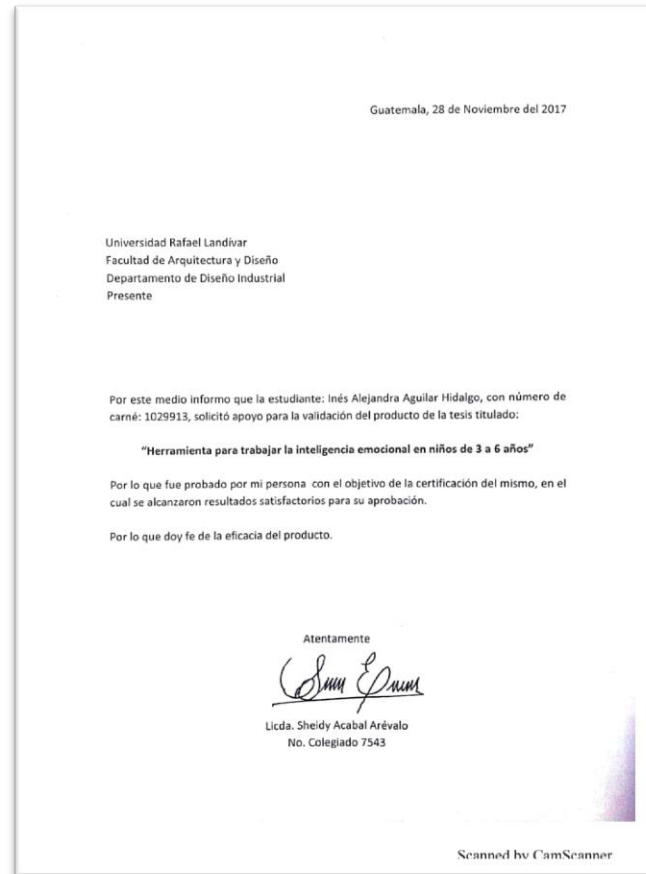 Guatemala, 28 de Noviembre del 2017
Universidad Rafael Landívar
Facultad de Arquitectura y Diseño
Departamento de Diseño Industrial
Presente
Por este medio informo que la estudiante: Inés Alejandra Aguilar Hidalgo, con número de
carné: 1029913, solicitó apoyo para la validación del producto de la tesis titulado:
“Herramienta para trabajar la inteligencia emocional en niños de 3 a 6 años”
Por lo que fue probado por mi persona con el objetivo de la certificación del mismo, en el
cual se alcanzaron resultados satisfactorios para su aprobación.
Por lo que doy fe de la eficacia del producto.
Atentamente
Licda. Sheidy Acabal Arévalo
No. Colegiado 7543
Scanned by CamScanner